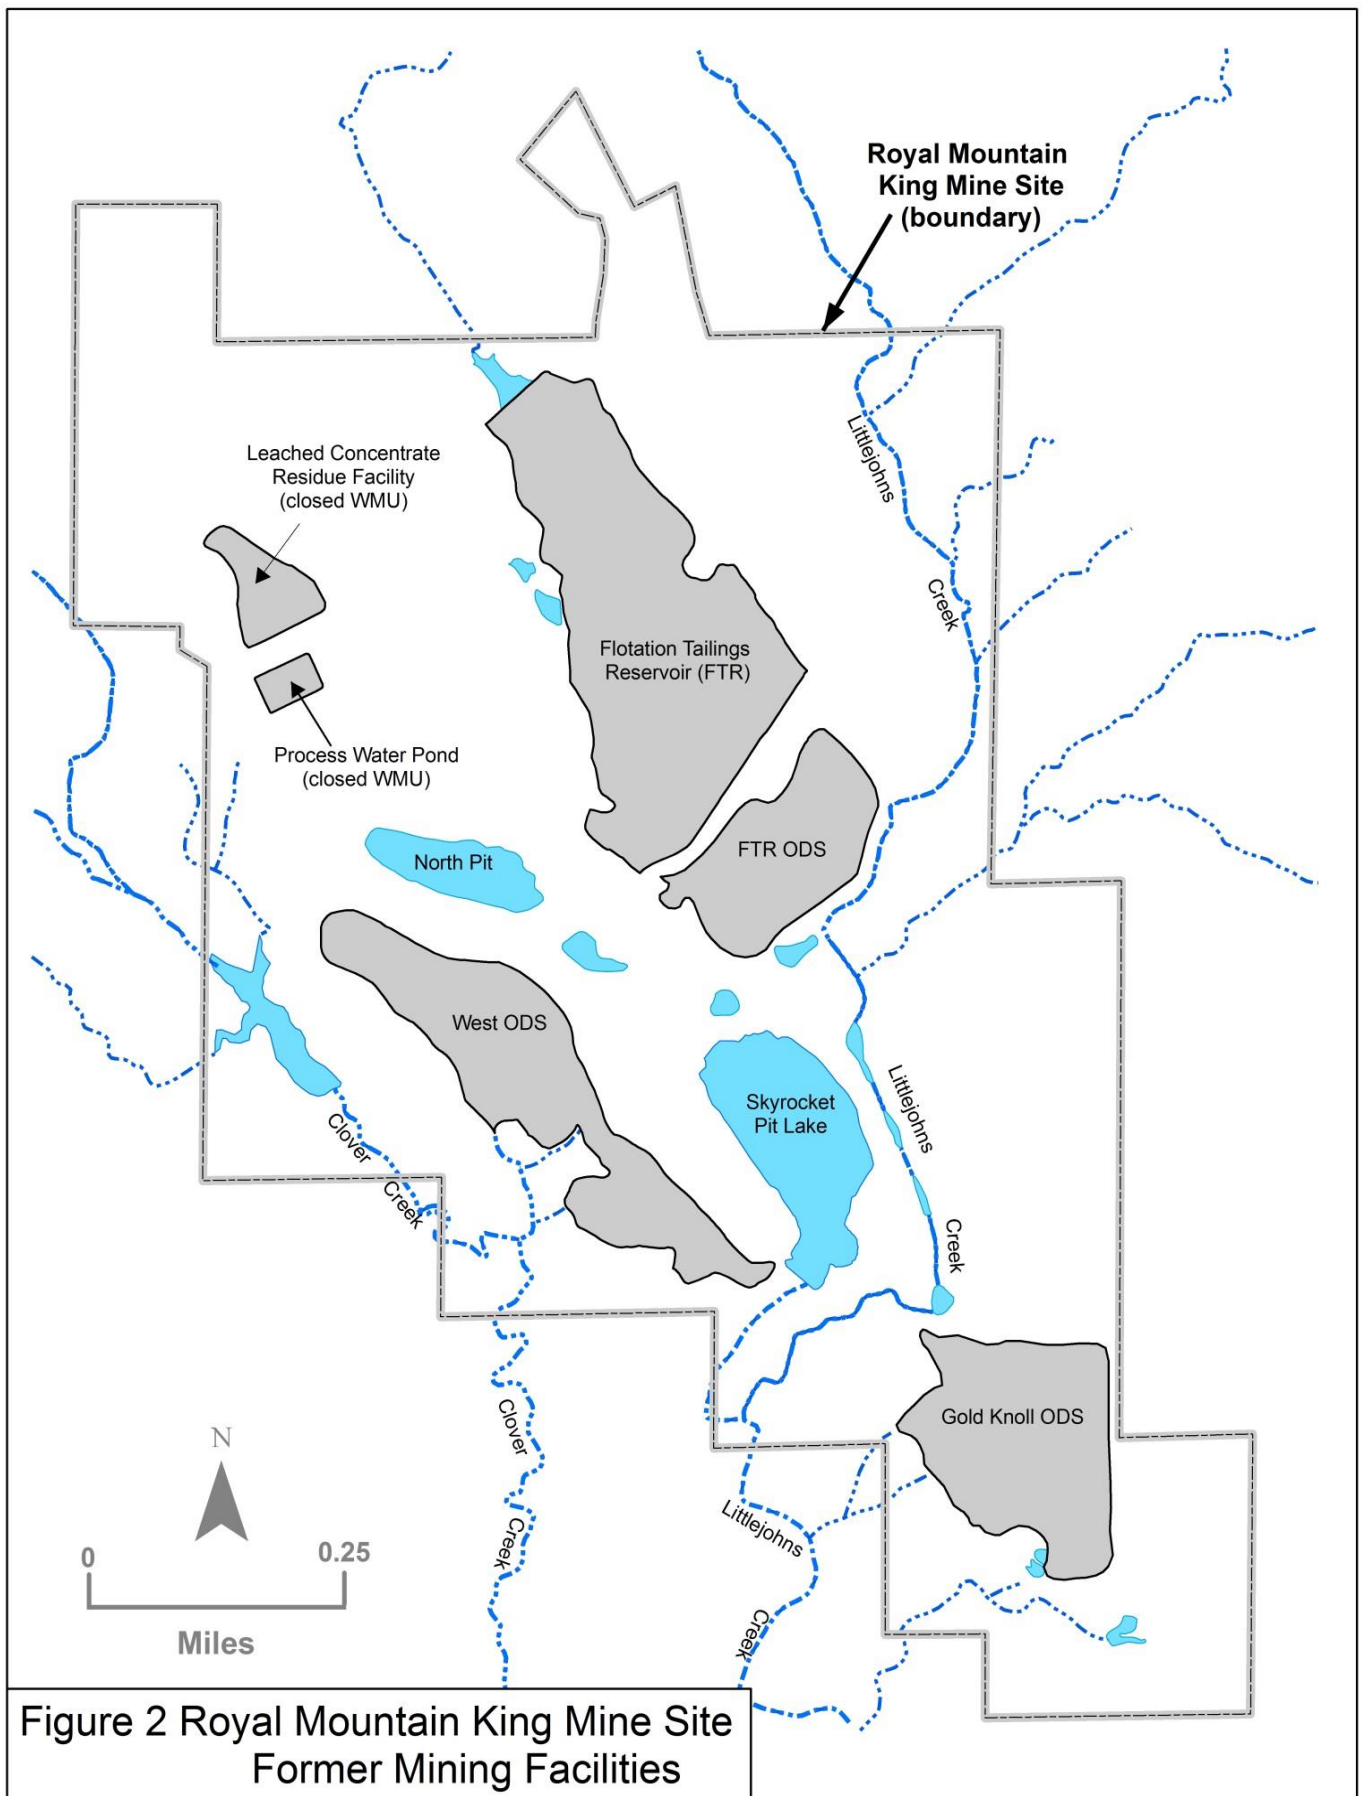 Royal Mountain
King Mine Site
(boundary)
Littlejohns
Creek
Leached Concentrate
Residue Facility
(closed WMU)
Flotation Tailings
Reservoir (FTR)
Process Water Pond
(closed WMU)
FTR ODS
North Pit
West ODS
Skyrocket
Pit Lake
Littlejohns
Creek
Clover
Creek
Gold Knoll ODS
Clover
Creek
Littlejohns
Creek
N
0 0.25
Miles
Figure 2 Royal Mountain King Mine Site
Former Mining Facilities